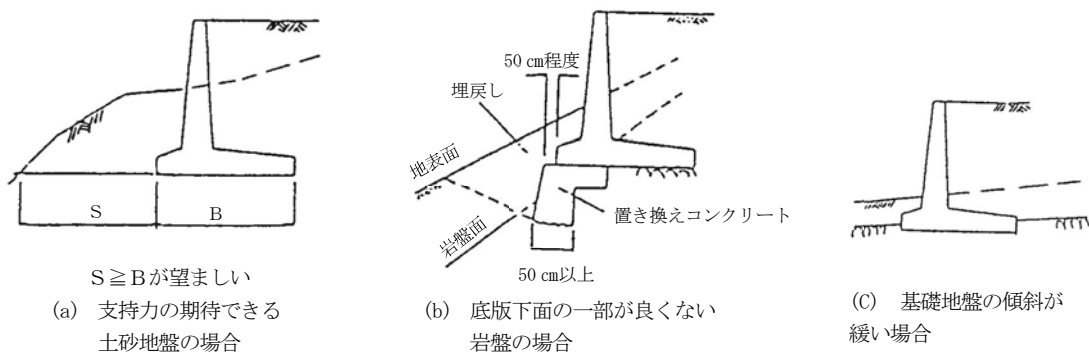 S
B
S≧Bが望ましい
(a) 支持力の期待できる
土砂地盤の場合
50 cm程度
埋戻し
地表面
岩盤面
置き換えコンクリート
50 cm以上
(b) 底版下面の一部が良くない
岩盤の場合
(C) 基礎地盤の傾斜が
緩い場合